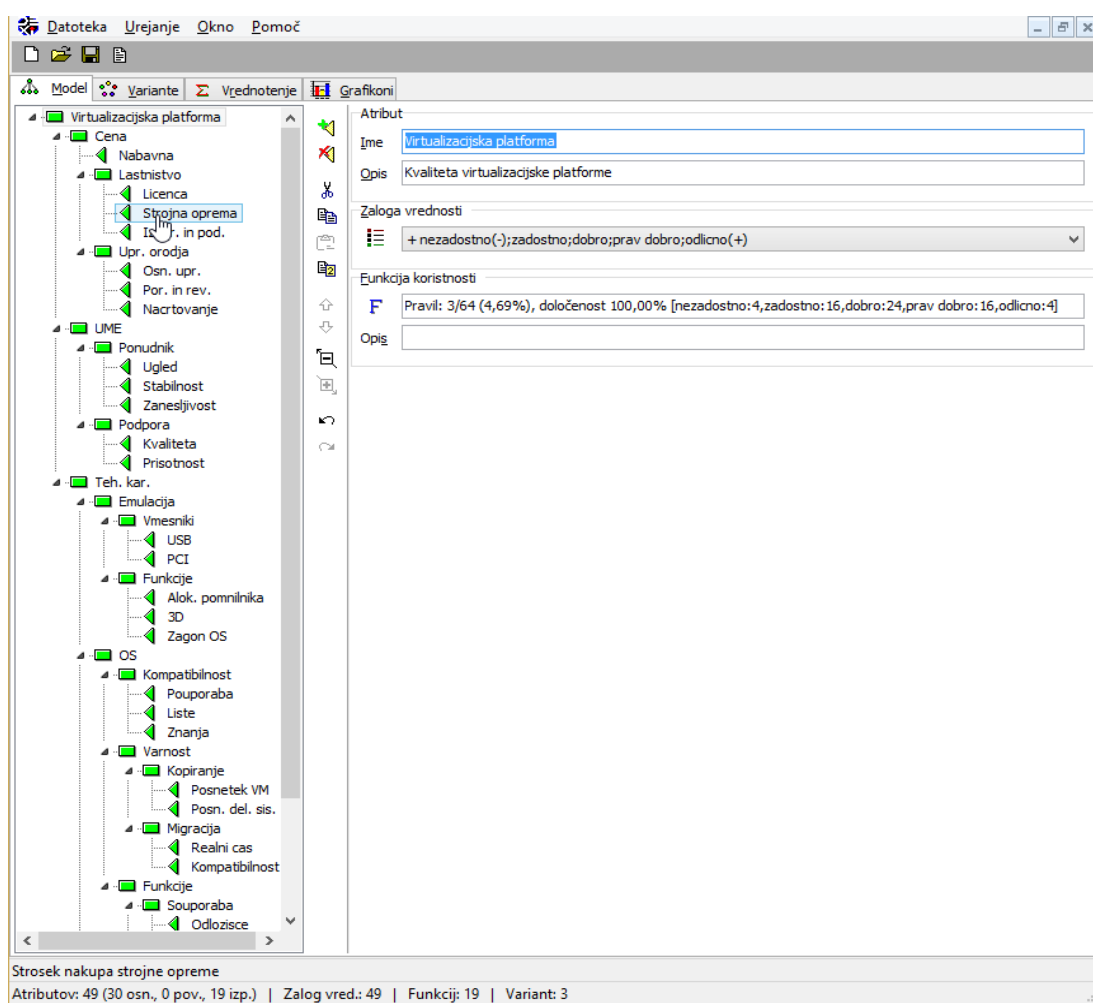 Datoteka Urejanje Okno Pomoč
Model Variante Vrednotenje Grafikoni
Virtualizacijska platforma
Cena
Nabavna
Lastnistvo
Licenca
Strojna oprema
in pod.
Upr. orodja
Osn. upr.
Por. in rev.
Nacrtovanje
UME
Ponudnik
Ugled
Stabilnost
Zanesljivost
Podpora
Kvaliteta
Prisotnost
Teh. kar.
Emulacija
Vmesniki
USB
PCI
Funkcije
Alok. pomnilnika
3D
Zagon OS
OS
Kompatibilnost
Pouporaba
Liste
Znanja
Varnost
Kopiranje
Posnetek VM
Posn. del. sis.
Migracija
Realni cas
Kompatibilnost
Funkcije
Souporaba
Odlozisce
Atribut
Ime Virtualizacijska platforma
Opis Kvaliteta virtualizacijske platforme
Zaloga vrednosti
+ nezadostno(-);zadostno;dobro;prav dobro;odlicno(+)
Funkcija koristnosti
F Pravil: 3/64 (4,69%), določenost 100,00% [nezadostno:4,zadostno:16,dobro:24,prav dobro:16,odlicno:4]
Opis
Strosek nakupa strojne opreme
Atributov: 49 (30 osn., 0 pov., 19 izp.) | Zalog vred.: 49 | Funkcij: 19 | Variant: 3